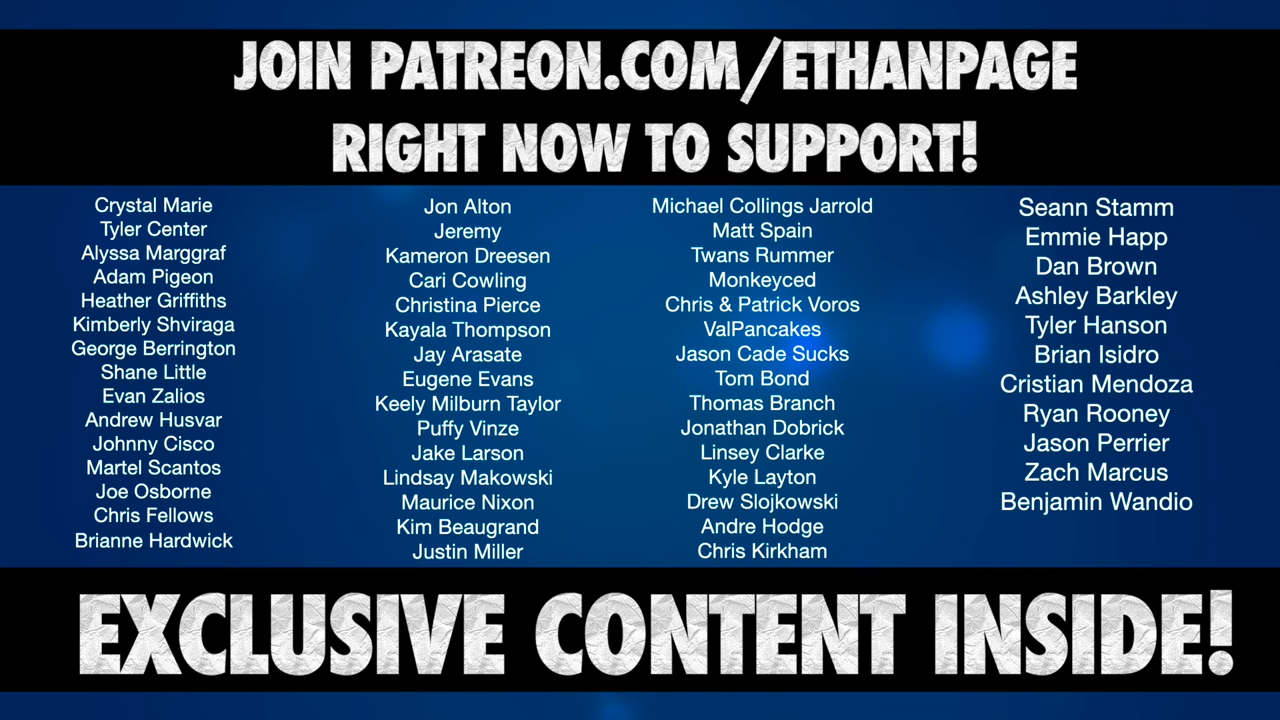 JOIN PATREON.COM/ETHANPAGE
RIGHT NOW TO SUPPORT!
Crystal Marie
Tyler Center
Alyssa Marggraf
Adam Pigeon
Heather Griffiths
Kimberly Shviraga
George Berrington
Shane Little
Evan Zalios
Andrew Husvar
Johnny Cisco
Martel Scantos
Joe Osborne
Chris Fellows
Brianne Hardwick
Jon Alton
Jeremy
Kameron Dreesen
Cari Cowling
Christina Pierce
Kayala Thompson
Jay Arasate
Eugene Evans
Keely Milburn Taylor
Puffy Vinze
Jake Larson
Lindsay Makowski
Maurice Nixon
Kim Beaugrand
Justin Miller
Michael Collings Jarrold
Matt Spain
Twans Rummer
Monkeyced
Chris & Patrick Voros
ValPancakes
Jason Cade Sucks
Tom Bond
Thomas Branch
Jonathan Dobrick
Linsey Clarke
Kyle Layton
Drew Slojkowski
Andre Hodge
Chris Kirkham
Seann Stamm
Emmie Happ
Dan Brown
Ashley Barkley
Tyler Hanson
Brian Isidro
Cristian Mendoza
Ryan Rooney
Jason Perrier
Zach Marcus
Benjamin Wandio
EXCLUSIVE CONTENT INSIDE!